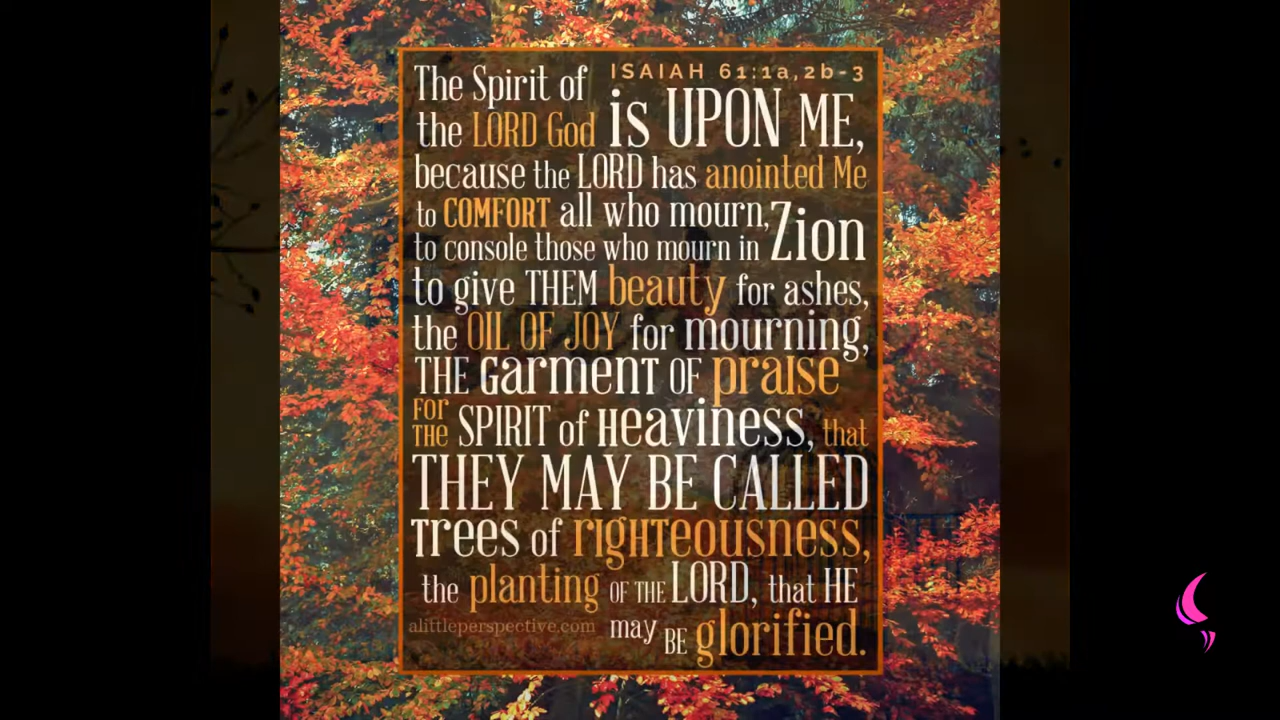 ISAIAH 61:1a,2b-3
The Spirit of
the LORD God is UPON ME,
because the LORD has anointed Me
to COMFORT all who mourn,
to console those who mourn in Zion
to give THEM beauty for ashes,
the OIL OF JOY for mourning,
THE Garment OF praise
FOR THE SPIRIT of Heaviness, that
THEY MAY BE CALLED
Trees of righteousness,
the planting OF THE LORD, that HE
may BE glorified.
alittleperspective.com